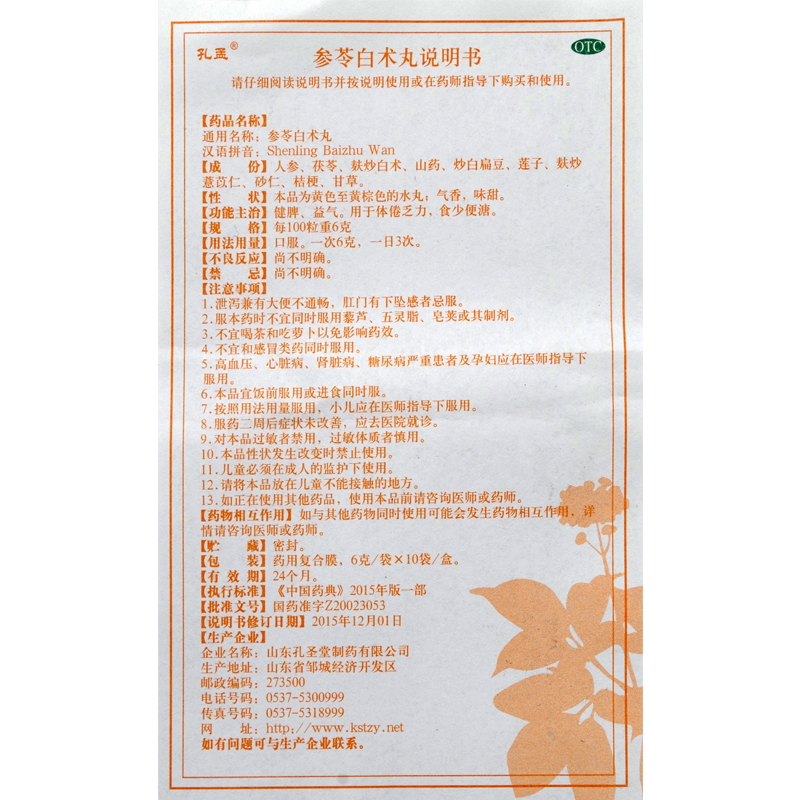 孔孟®
OTC
参苓白术丸说明书
请仔细阅读说明书并按说明使用或在药师指导下购买和使用。
【药品名称】
通用名称：参苓白术丸
汉语拼音：Shenling Baizhu Wan
【成　　份】人参、茯苓、麸炒白术、山药、炒白扁豆、莲子、麸炒
薏苡仁、砂仁、桔梗、甘草。
【性　　状】本品为黄色至黄棕色的水丸；气香，味甜。
【功能主治】健脾、益气。用于体倦乏力，食少便溏。
【规　　格】每100粒重6克
【用法用量】口服。一次6克，一日3次。
【不良反应】尚不明确。
【禁　　忌】尚不明确。
【注意事项】
1.泄泻兼有大便不通畅，肛门有下坠感者忌服。
2.服本药时不宜同时服用藜芦、五灵脂、皂荚或其制剂。
3.不宜喝茶和吃萝卜以免影响药效。
4.不宜和感冒类药同时服用。
5.高血压、心脏病、肾脏病、糖尿病严重患者及孕妇应在医师指导下
服用。
6.本品宜饭前服用或进食同时服。
7.按照用法用量服用，小儿应在医师指导下服用。
8.服药二周后症状未改善，应去医院就诊。
9.对本品过敏者禁用，过敏体质者慎用。
10.本品性状发生改变时禁止使用。
11.儿童必须在成人的监护下使用。
12.请将本品放在儿童不能接触的地方。
13.如正在使用其他药品，使用本品前请咨询医师或药师。
【药物相互作用】如与其他药物同时使用可能会发生药物相互作用，详
情请咨询医师或药师。
【贮　　藏】密封。
【包　　装】药用复合膜，6克/袋×10袋/盒。
【有 效 期】24个月。
【执行标准】《中国药典》2015年版一部
【批准文号】国药准字Z20023053
【说明书修订日期】2015年12月01日
【生产企业】
企业名称：山东孔圣堂制药有限公司
生产地址：山东省邹城经济开发区
邮政编码：273500
电话号码：0537-5300999
传真号码：0537-5318999
网　　址：http://www.kstzy.net
如有问题可与生产企业联系。